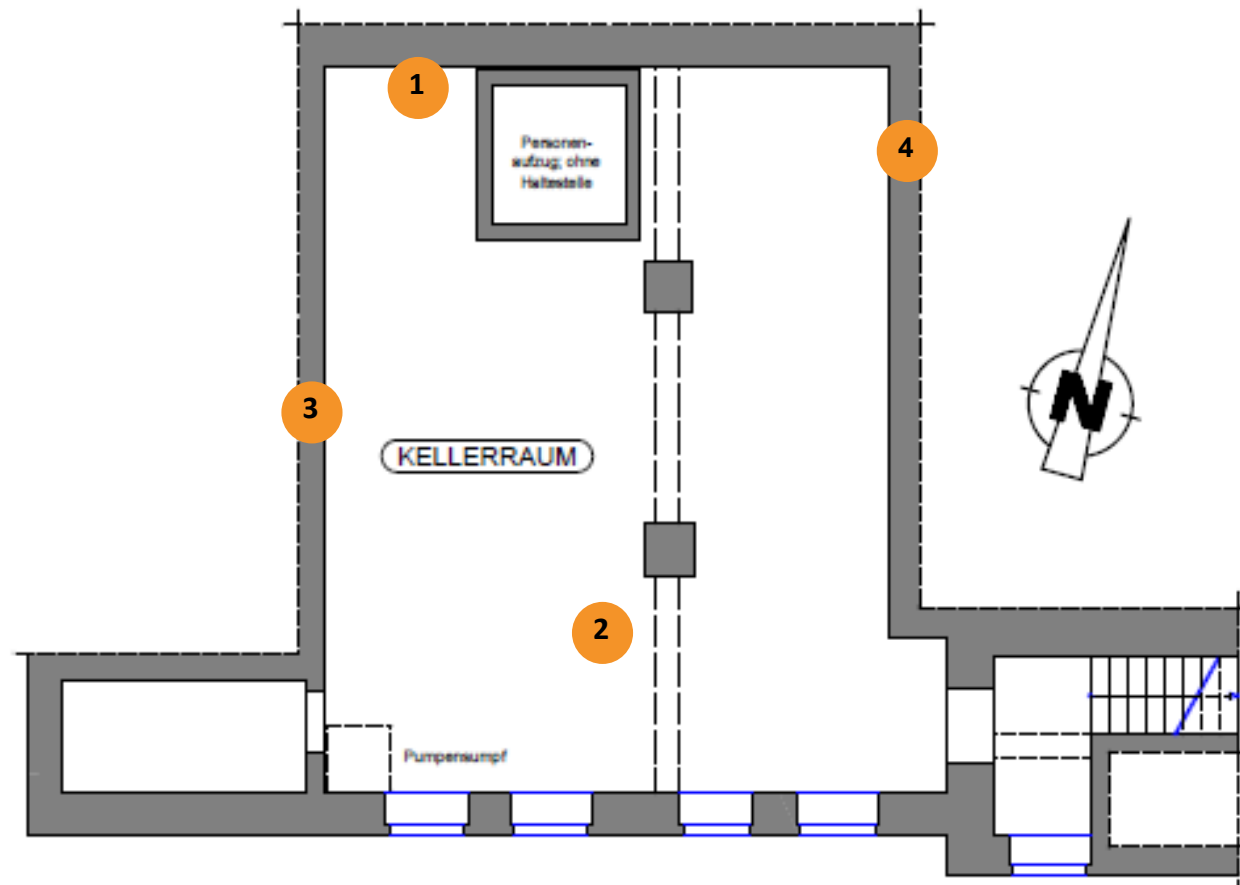 1
Personen-
aufzug; ohne
Haltestelle
4
N
3
KELLERRAUM
2
Pumpensumpf